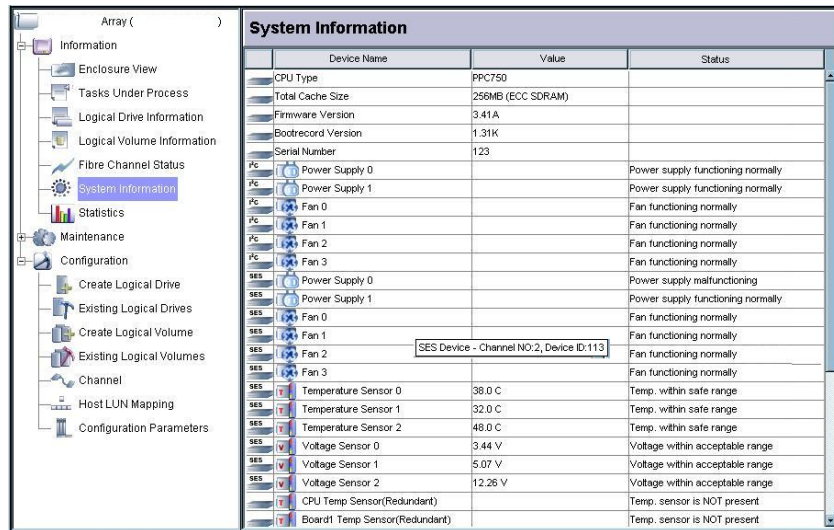 Array ( )
Information
Enclosure View
Tasks Under Process
Logical Drive Information
Logical Volume Information
Fibre Channel Status
System Information
Statistics
Maintenance
Configuration
Create Logical Drive
Existing Logical Drives
Create Logical Volume
Existing Logical Volumes
Channel
Host LUN Mapping
Configuration Parameters
System Information
Device Name Value Status
CPU Type PPC750
Total Cache Size 256MB (ECC SDRAM)
Firmware Version 3.41A
Bootrecord Version 1.31K
Serial Number 123
I²C Power Supply 0 Power supply functioning normally
I²C Power Supply 1 Power supply functioning normally
I²C Fan 0 Fan functioning normally
I²C Fan 1 Fan functioning normally
I²C Fan 2 Fan functioning normally
I²C Fan 3 Fan functioning normally
SES Power Supply 0 Power supply malfunctioning
SES Power Supply 1 Power supply functioning normally
SES Fan 0 Fan functioning normally
SES Fan 1 Fan functioning normally
SES Device - Channel NO:2, Device ID:113
SES Fan 2 Fan functioning normally
SES Fan 3 Fan functioning normally
SES T Temperature Sensor 0 38.0 C Temp. within safe range
SES T Temperature Sensor 1 32.0 C Temp. within safe range
SES T Temperature Sensor 2 48.0 C Temp. within safe range
SES V Voltage Sensor 0 3.44 V Voltage within acceptable range
SES V Voltage Sensor 1 5.07 V Voltage within acceptable range
SES V Voltage Sensor 2 12.26 V Voltage within acceptable range
T CPU Temp Sensor(Redundant) Temp. sensor is NOT present
T Board1 Temp Sensor(Redundant) Temp. sensor is NOT present